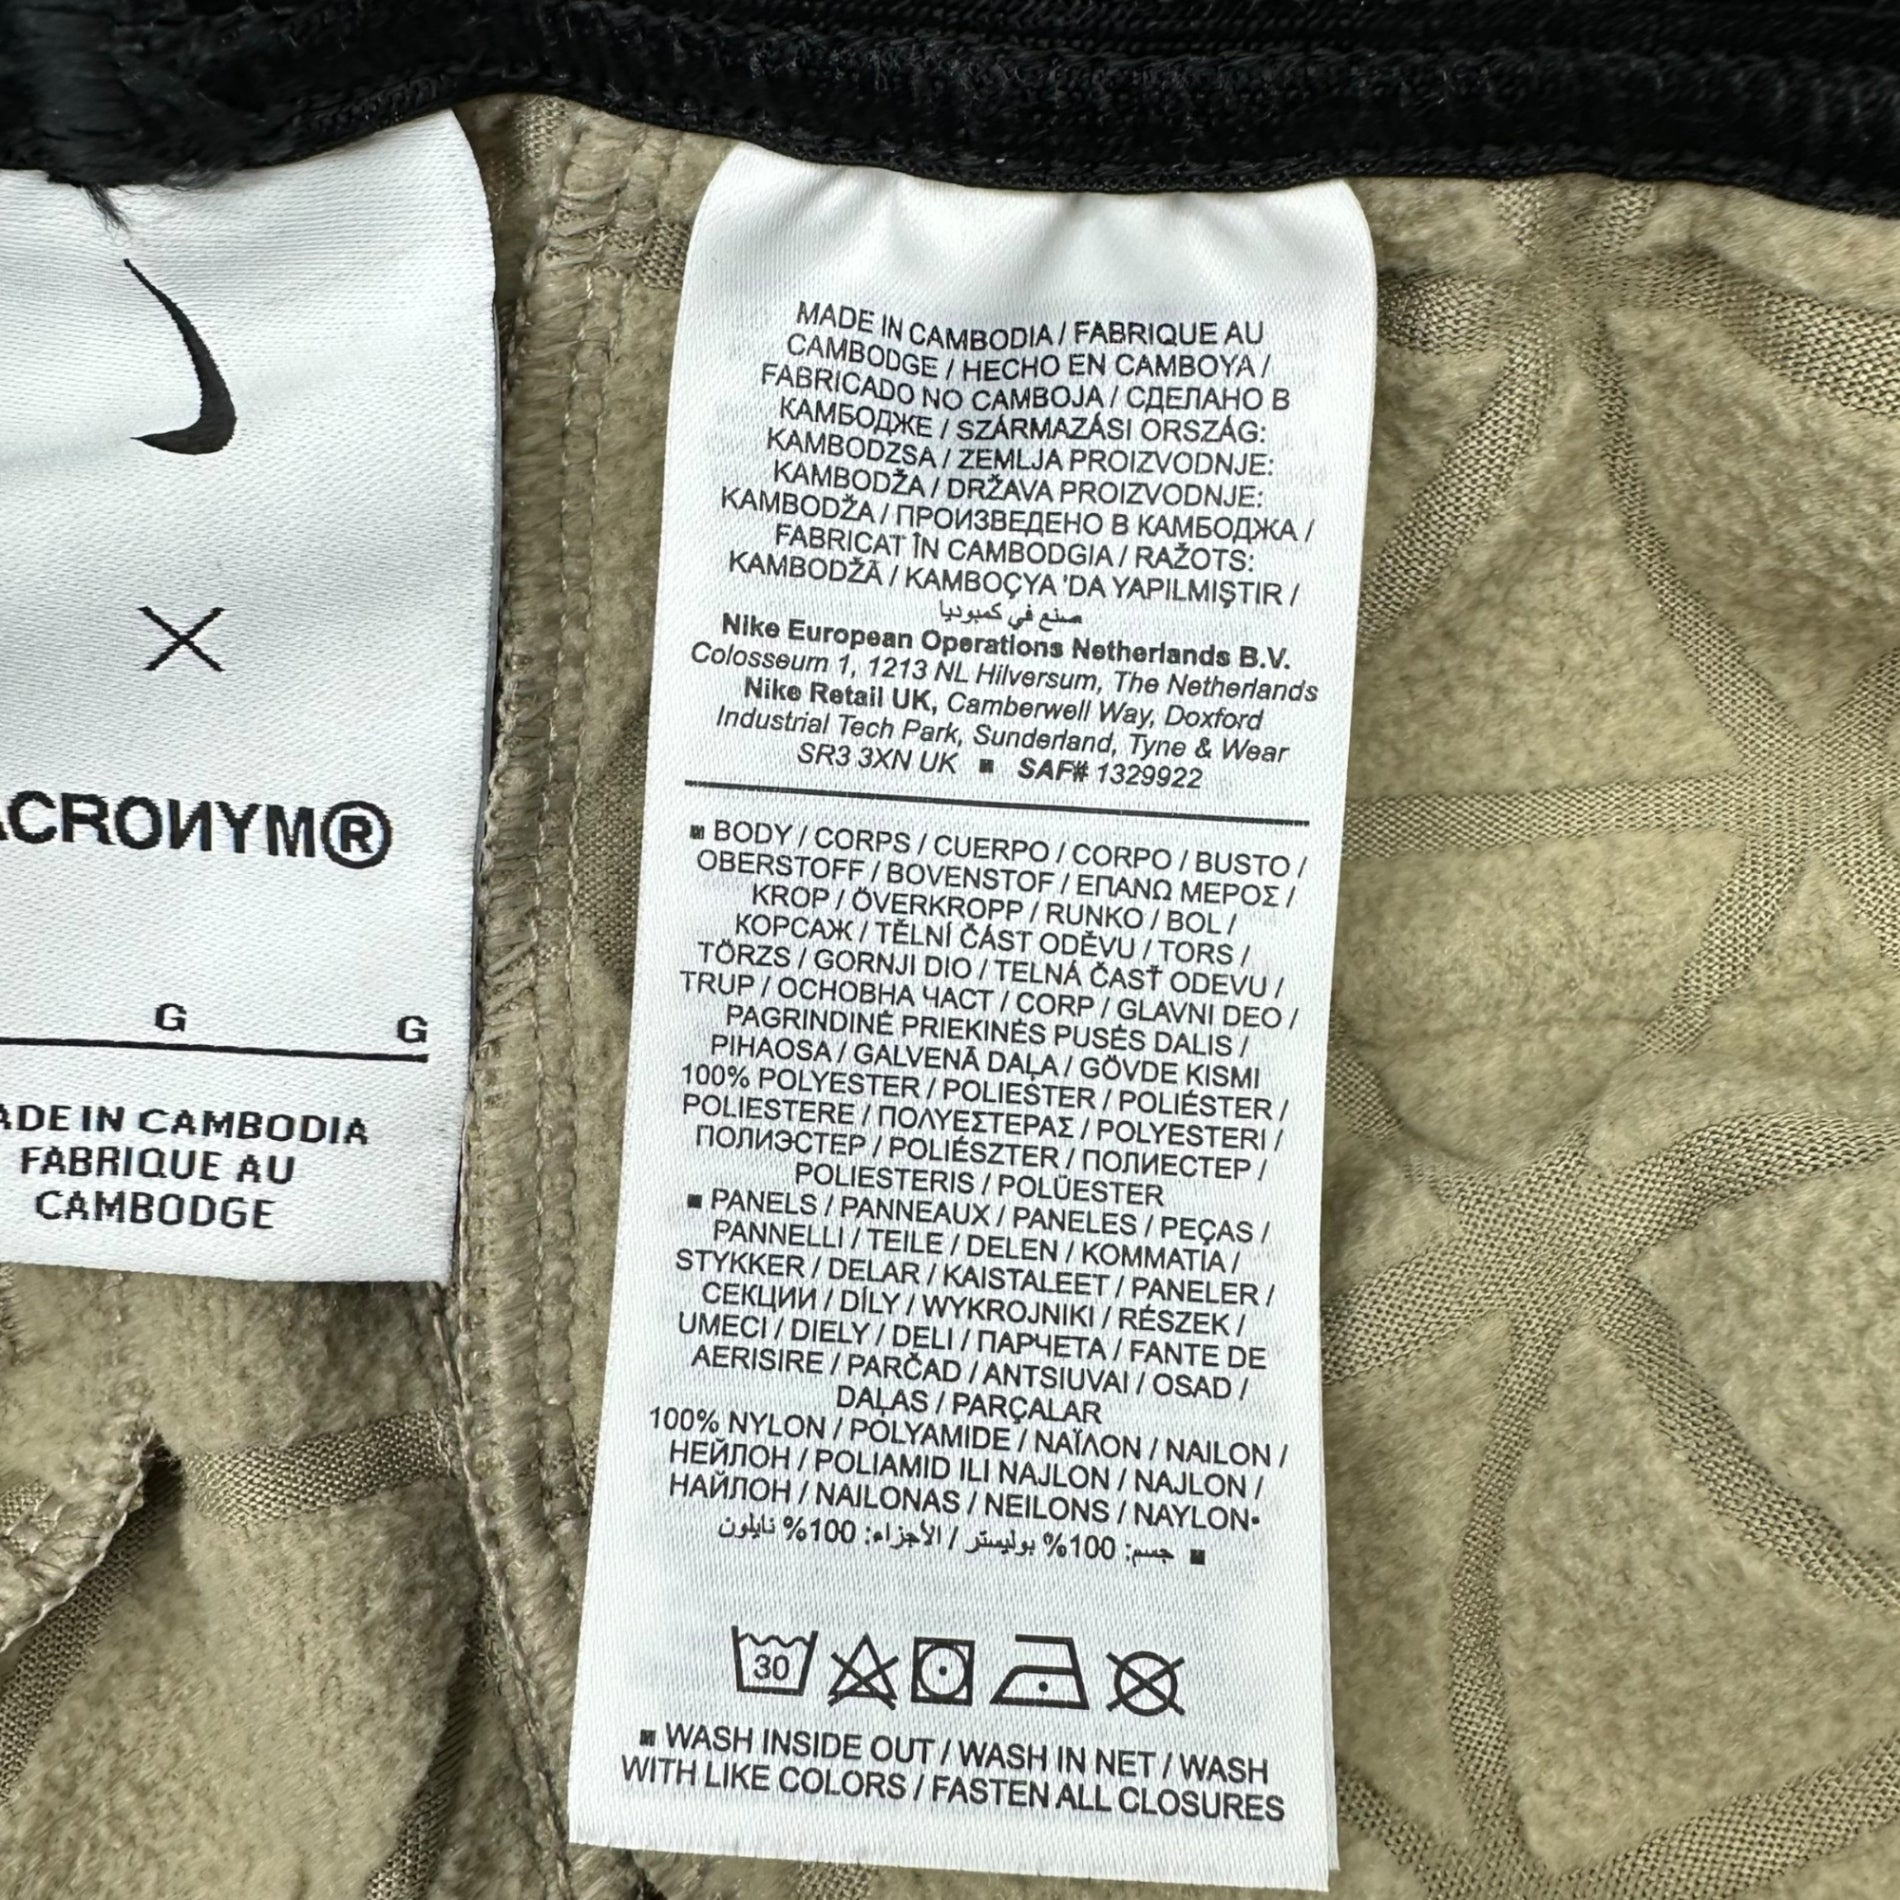 ACROИYM®
G G
MADE IN CAMBODIA
FABRIQUE AU
CAMBODGE
MADE IN CAMBODIA / FABRIQUE AU
CAMBODGE / HECHO EN CAMBOYA /
FABRICADO NO CAMBOJA / СДЕЛАНО В
КАМБОДЖЕ / SZÁRMAZÁSI ORSZÁG:
KAMBODZSA / ZEMLJA PROIZVODNJE:
KAMBODŽA / DRŽAVA PROIZVODNJE:
KAMBODŽA / ПРОИЗВЕДЕНО В КАМБОДЖА /
FABRICAT ÎN CAMBODGIA / RAŽOTS:
KAMBODŽĀ / KAMBOÇYA 'DA YAPILMIŞTIR /
صنع في كمبوديا
Nike European Operations Netherlands B.V.
Colosseum 1, 1213 NL Hilversum, The Netherlands
Nike Retail UK, Camberwell Way, Doxford
Industrial Tech Park, Sunderland, Tyne & Wear
SR3 3XN UK ■ SAF# 1329922
■ BODY / CORPS / CUERPO / CORPO / BUSTO /
OBERSTOFF / BOVENSTOF / ΕΠΑΝΩ ΜΕΡΟΣ /
KROP / ÖVERKROPP / RUNKO / BOL /
КОРСАЖ / TĚLNÍ ČÁST ODĚVU / TORS /
TÖRZS / GORNJI DIO / TELNÁ ČASŤ ODEVU /
TRUP / ОСНОВНА ЧАСТ / CORP / GLAVNI DEO /
PAGRINDINĖ PRIEKINĖS PUSĖS DALIS /
PIHAOSA / GALVENĀ DAĻA / GÖVDE KISMI
100% POLYESTER / POLIESTER / POLIÉSTER /
POLIESTERE / ΠΟΛΥΕΣΤΕΡΑΣ / POLYESTERI /
ПОЛИЭСТЕР / POLIÉSZTER / ПОЛИЕСТЕР /
POLIESTERIS / POLÜESTER
■ PANELS / PANNEAUX / PANELES / PEÇAS /
PANNELLI / TEILE / DELEN / ΚΟΜΜΑΤΙΑ /
STYKKER / DELAR / KAISTALEET / PANELER /
СЕКЦИИ / DÍLY / WYKROJNIKI / RÉSZEK /
UMECI / DIELY / DELI / ПАРЧЕТА / FANTE DE
AERISIRE / PARČAD / ANTSIUVAI / OSAD /
DAĻAS / PARÇALAR
100% NYLON / POLYAMIDE / ΝΑΪΛΟΝ / NAILON /
НЕЙЛОН / POLIAMID ILI NAJLON / NAJLON /
НАЙЛОН / NAILONAS / NEILONS / NAYLON•
■ جسم: 100% بوليستر / الأجزاء: 100% نايلون
30
■ WASH INSIDE OUT / WASH IN NET / WASH
WITH LIKE COLORS / FASTEN ALL CLOSURES